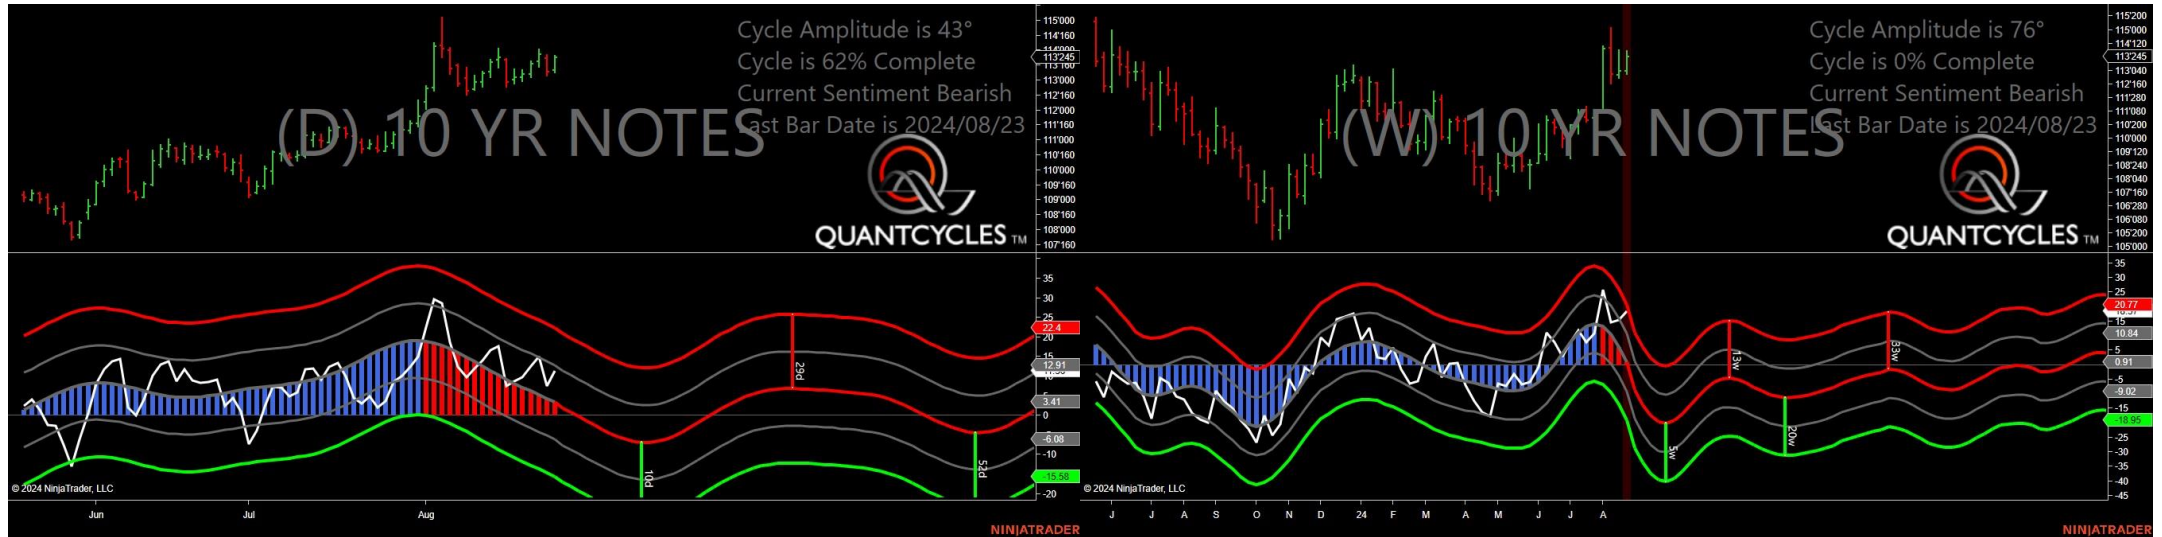 Cycle Amplitude is 43°
Cycle is 62% Complete
Current Sentiment Bearish
Last Bar Date is 2024/08/23
(D) 10 YR NOTES
QUANTCYCLES TM
115'000
114'160
113'245
113'000
112'160
112'000
111'160
111'000
110'160
110'000
109'160
109'000
108'160
108'000
107'160
35
30
25
22.4
20
15
12.91
3.41
0
-6.08
-10
-15.58
-20
29d
10d
52d
© 2024 NinjaTrader, LLC
Jun Jul Aug
NINJATRADER
Cycle Amplitude is 76°
Cycle is 0% Complete
Current Sentiment Bearish
Last Bar Date is 2024/08/23
(W) 10 YR NOTES
QUANTCYCLES TM
115'200
115'000
114'120
113'245
113'040
112'160
111'280
111'080
110'200
110'000
109'120
108'240
108'040
107'160
106'280
106'080
105'200
105'000
35
30
25
20.77
15
10.84
5
0.91
-5
-9.02
-15
-18.95
-25
-30
-35
-40
-45
13w
33w
5w
20w
© 2024 NinjaTrader, LLC
J J A S O N D 24 F M A M J J A
NINJATRADER